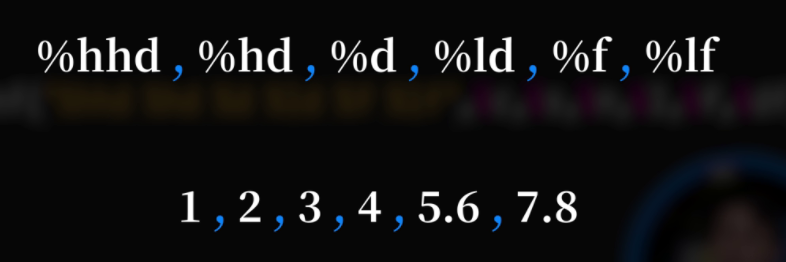 %hhd , %hd , %d , %ld , %f , %lf
1 , 2 , 3 , 4 , 5.6 , 7.8